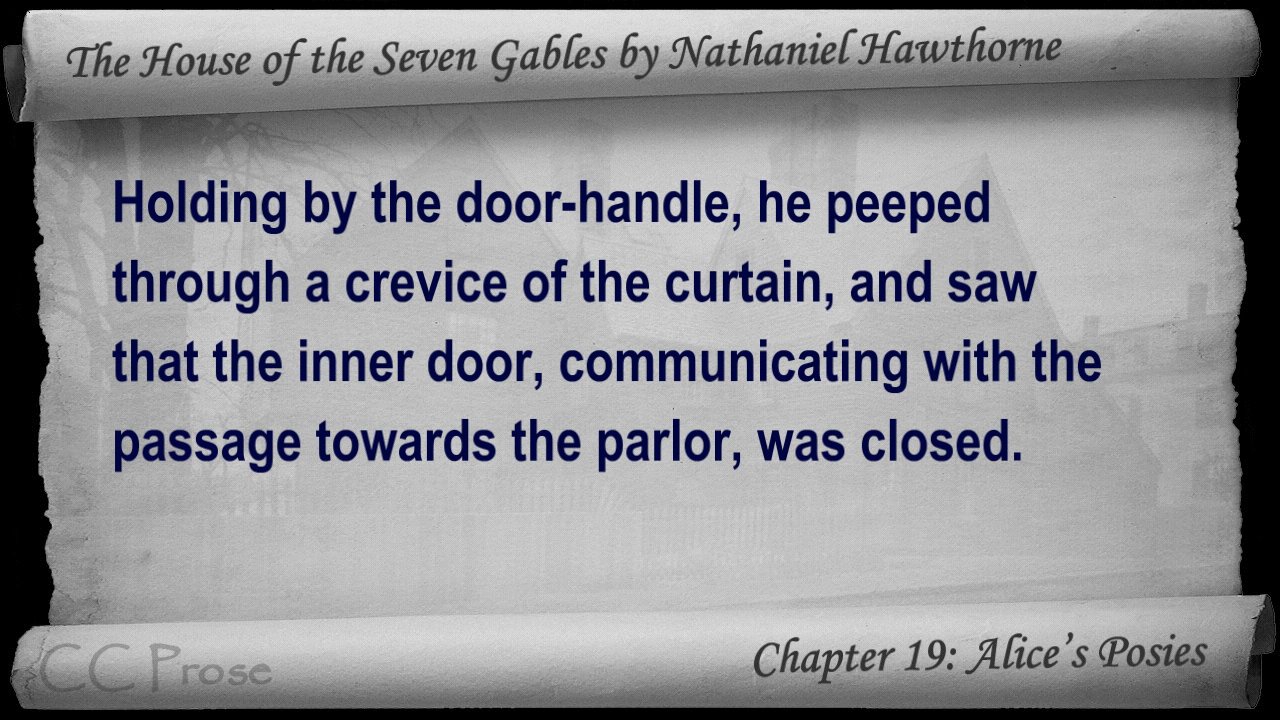 The House of the Seven Gables by Nathaniel Hawthorne
Holding by the door-handle, he peeped
through a crevice of the curtain, and saw
that the inner door, communicating with the
passage towards the parlor, was closed.
CC Prose
Chapter 19: Alice's Posies